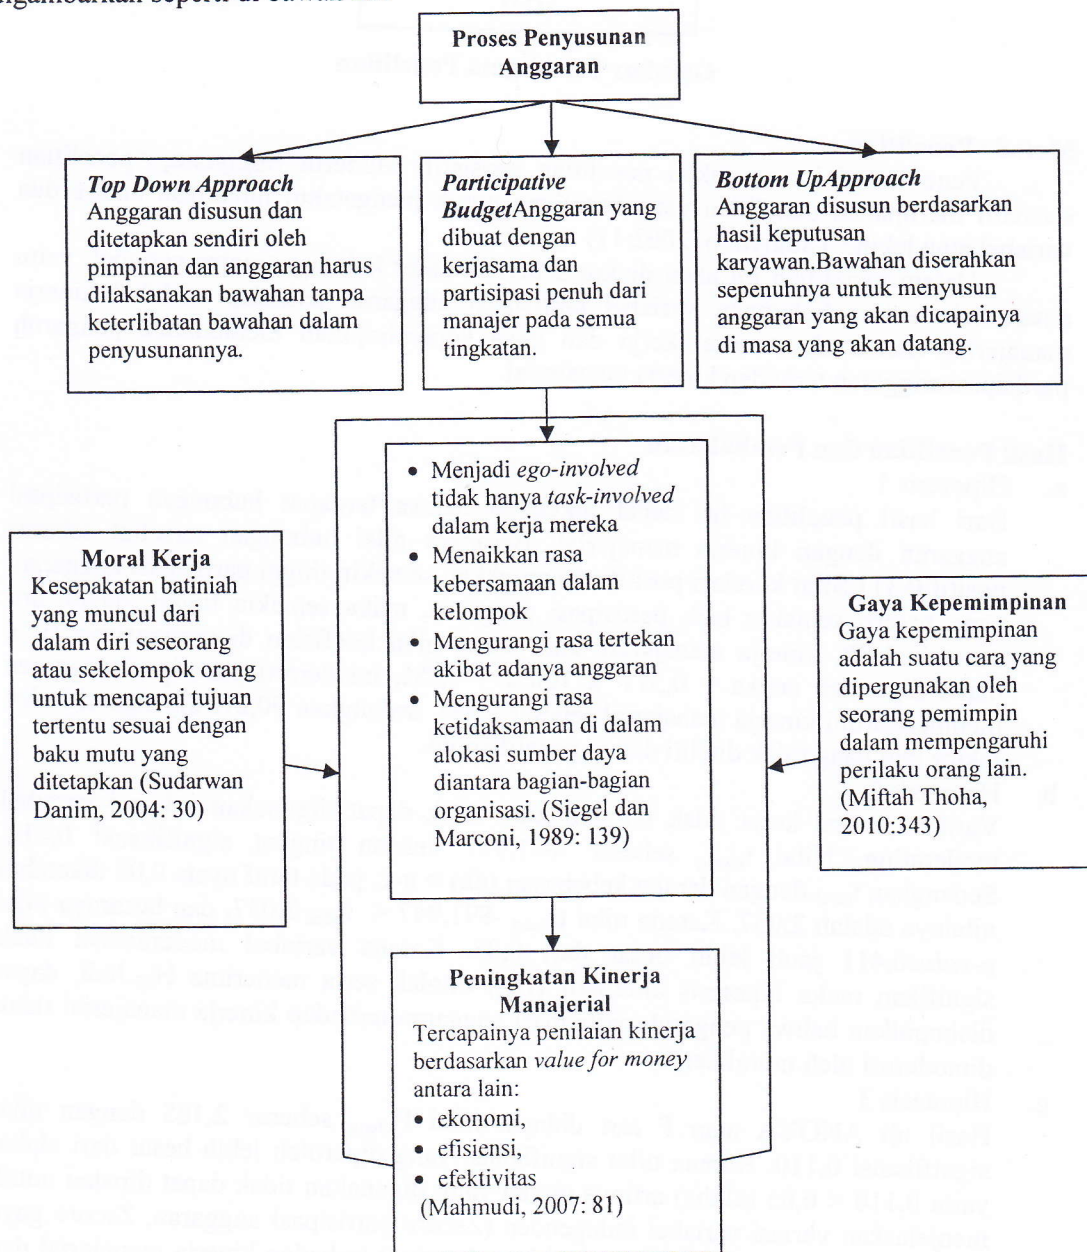 Proses Penyusunan
Anggaran
Top Down Approach
Anggaran disusun dan
ditetapkan sendiri oleh
pimpinan dan anggaran harus
dilaksanakan bawahan tanpa
keterlibatan bawahan dalam
penyusunannya.
Participative
BudgetAnggaran yang
dibuat dengan
kerjasama dan
partisipasi penuh dari
manajer pada semua
tingkatan.
Bottom UpApproach
Anggaran disusun berdasarkan
hasil keputusan
karyawan.Bawahan diserahkan
sepenuhnya untuk menyusun
anggaran yang akan dicapainya
di masa yang akan datang.
• Menjadi ego-involved
tidak hanya task-involved
dalam kerja mereka
• Menaikkan rasa
kebersamaan dalam
kelompok
• Mengurangi rasa tertekan
akibat adanya anggaran
• Mengurangi rasa
ketidaksamaan di dalam
alokasi sumber daya
diantara bagian-bagian
organisasi. (Siegel dan
Marconi, 1989: 139)
Moral Kerja
Kesepakatan batiniah
yang muncul dari
dalam diri seseorang
atau sekelompok orang
untuk mencapai tujuan
tertentu sesuai dengan
baku mutu yang
ditetapkan (Sudarwan
Danim, 2004: 30)
Gaya Kepemimpinan
Gaya kepemimpinan
adalah suatu cara yang
dipergunakan oleh
seorang pemimpin
dalam mempengaruhi
perilaku orang lain.
(Miftah Thoha,
2010:343)
Peningkatan Kinerja
Manajerial
Tercapainya penilaian kinerja
berdasarkan value for money
antara lain:
• ekonomi,
• efisiensi,
• efektivitas
(Mahmudi, 2007: 81)